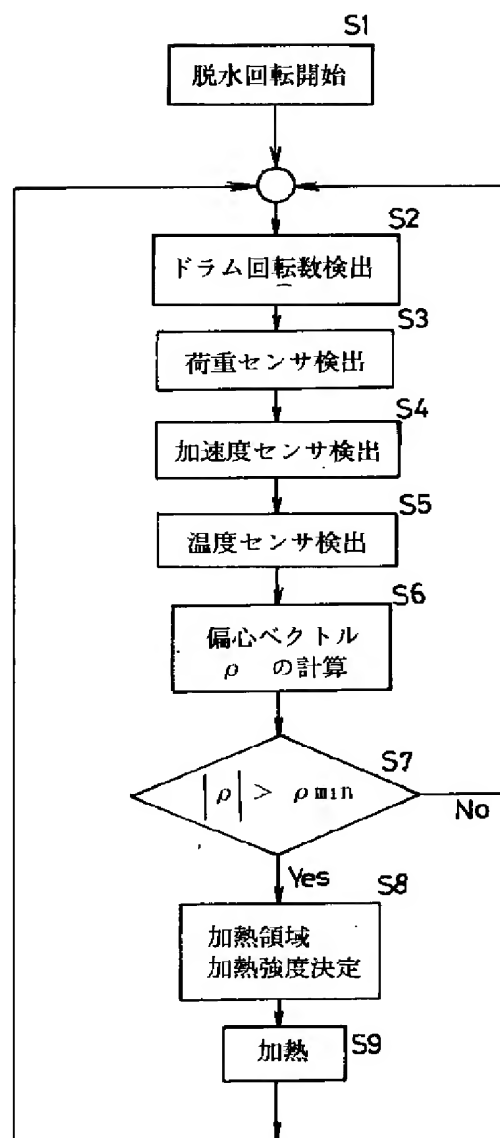 S1
脱水回転開始
S2
ドラム回転数検出
S3
荷重センサ検出
S4
加速度センサ検出
S5
温度センサ検出
S6
偏心ベクトル
ρ の計算
S7
|ρ| > ρmin
No
Yes
S8
加熱領域
加熱強度決定
S9
加熱